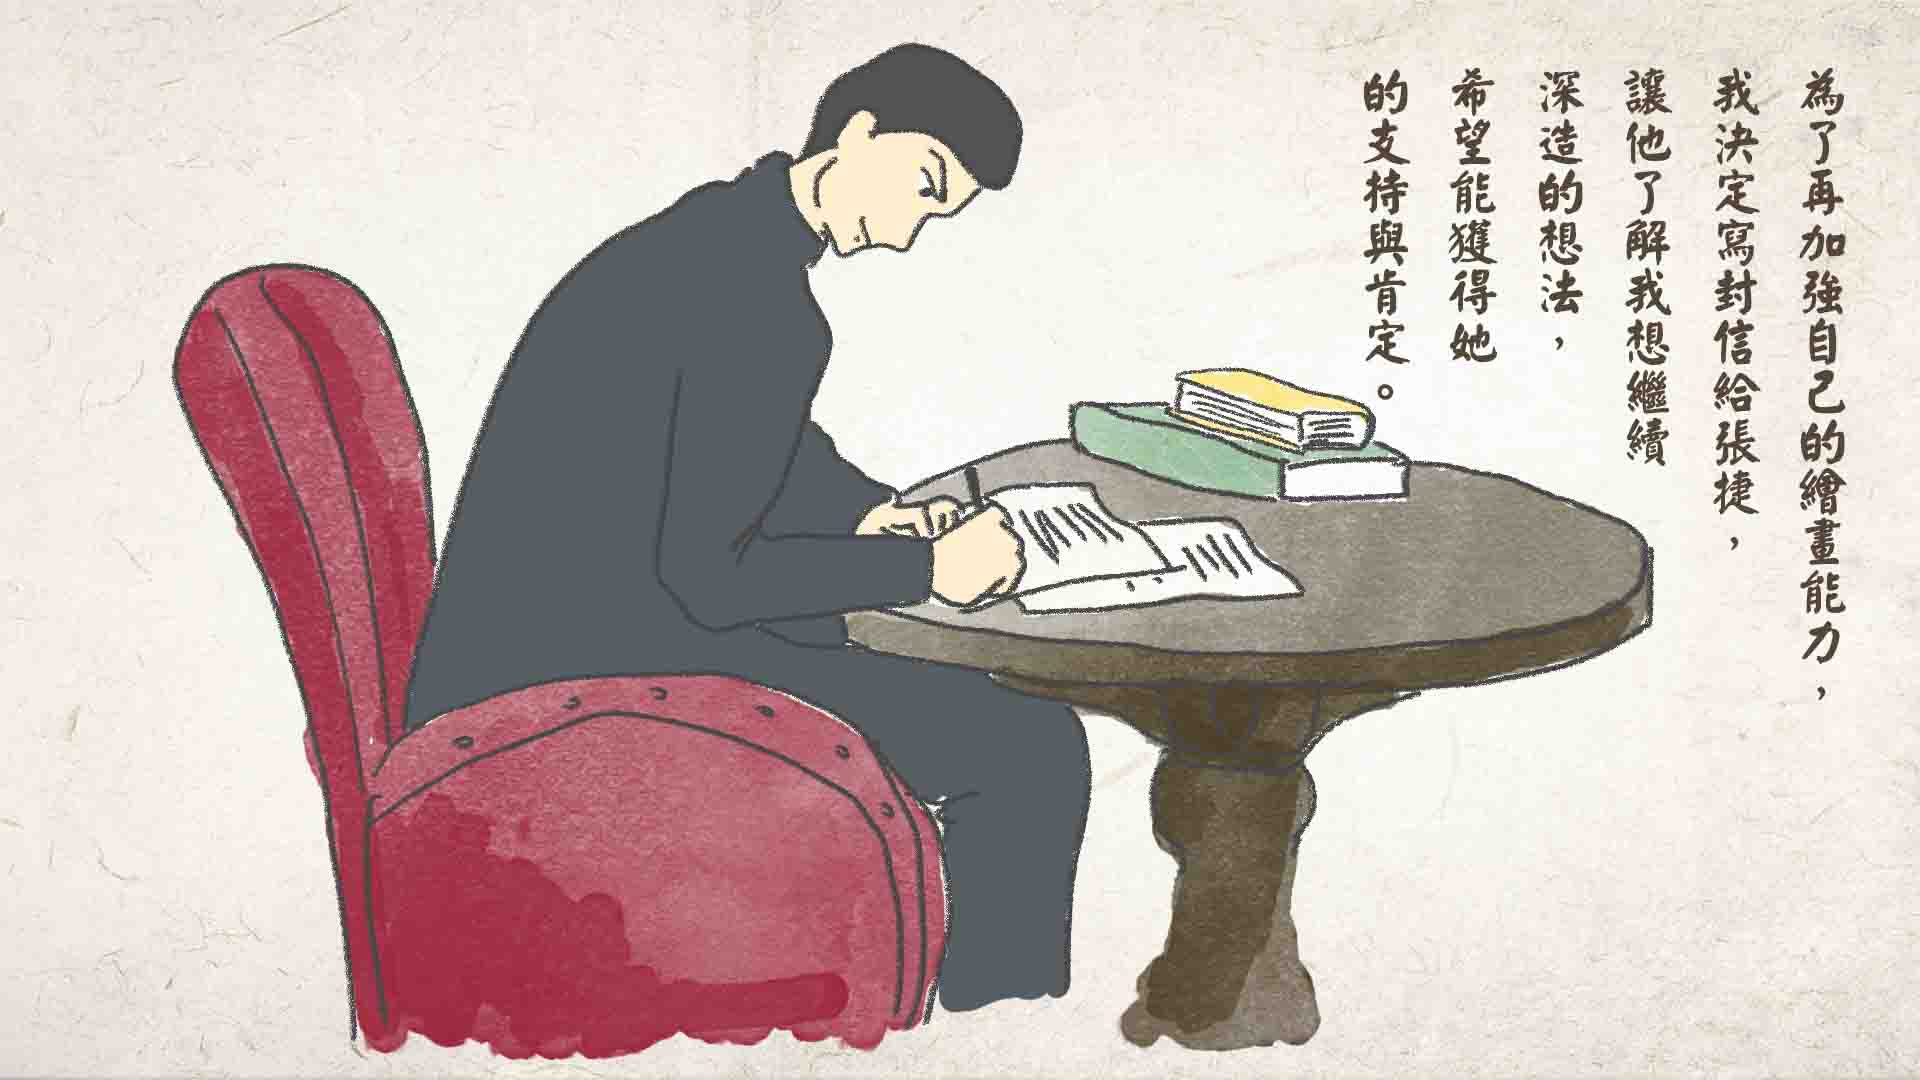 為了再加強自己的繪畫能力，
我決定寫封信給張捷，
讓他了解我想繼續
深造的想法，
希望能獲得她
的支持與肯定。